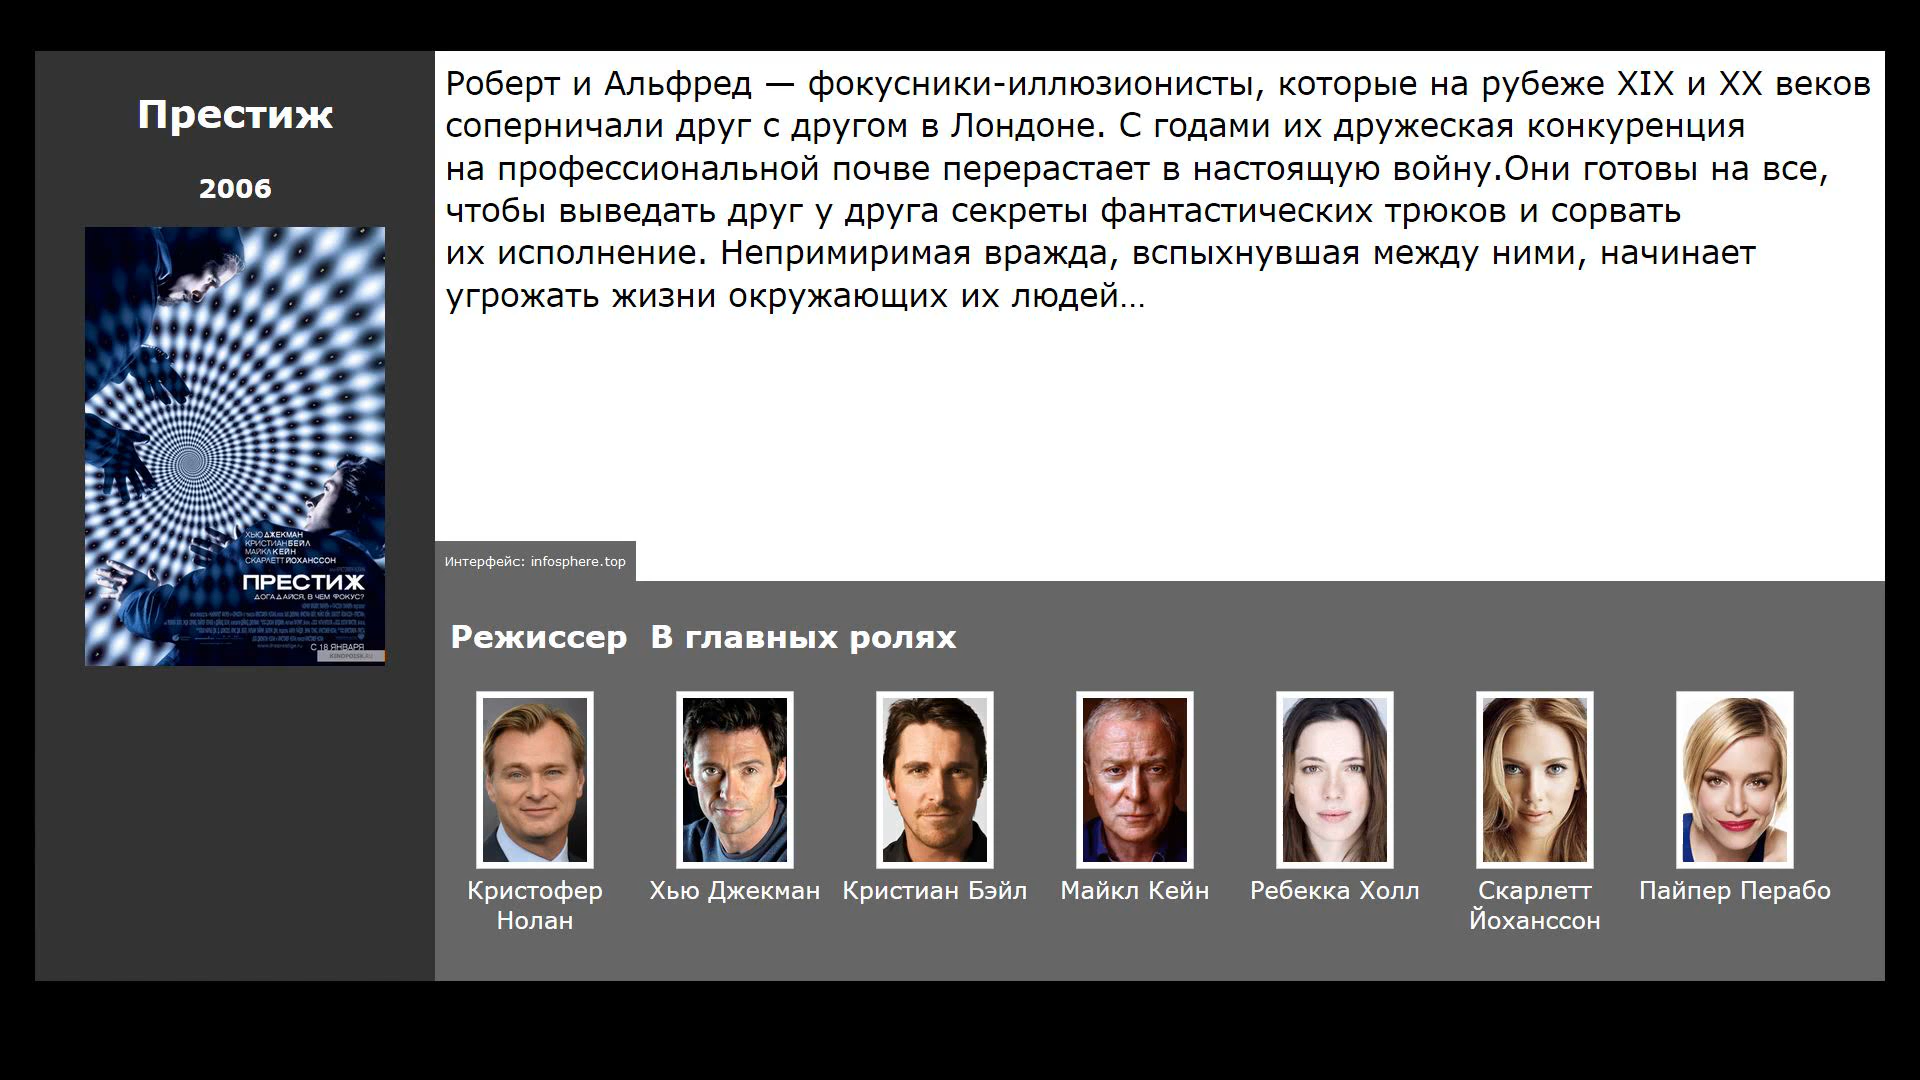 Престиж
2006
ХЬЮ ДЖЕКМАН
КРИСТИАН БЕЙЛ
МАЙКЛ КЕЙН
СКАРЛЕТТ ЙОХАНССОН
ПРЕСТИЖ
ДОГАДАЙСЯ, В ЧЕМ ФОКУС?
С 18 ЯНВАРЯ
KINOPOISK.RU
Роберт и Альфред — фокусники-иллюзионисты, которые на рубеже XIX и XX веков
соперничали друг с другом в Лондоне. С годами их дружеская конкуренция
на профессиональной почве перерастает в настоящую войну.Они готовы на все,
чтобы выведать друг у друга секреты фантастических трюков и сорвать
их исполнение. Непримиримая вражда, вспыхнувшая между ними, начинает
угрожать жизни окружающих их людей…
Интерфейс: infosphere.top
Режиссер В главных ролях
Кристофер
Нолан
Хью Джекман
Кристиан Бэйл
Майкл Кейн
Ребекка Холл
Скарлетт
Йоханссон
Пайпер Перабо